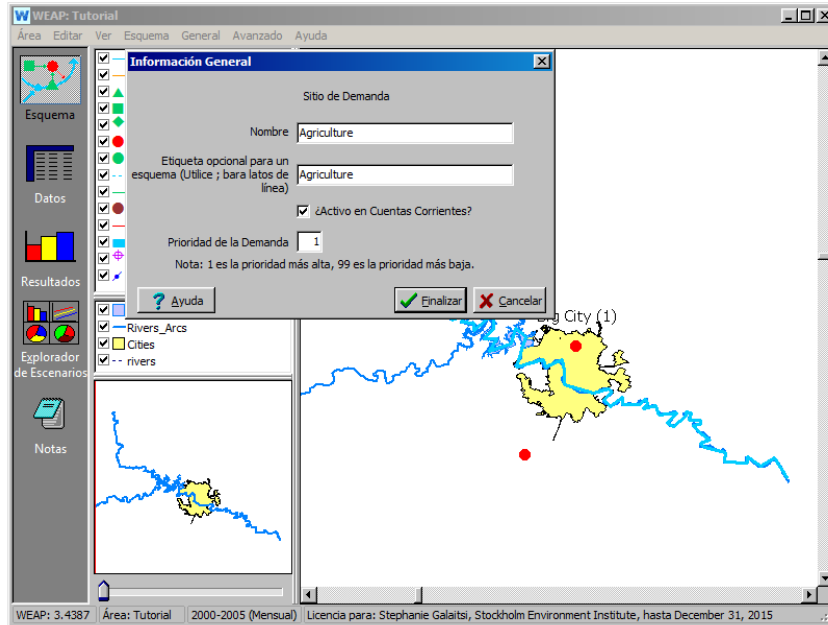 WEAP: Tutorial
Área Editar Ver Esquema General Avanzado Ayuda
Esquema
Datos
Resultados
Explorador
de Escenarios
Notas
Información General
Sitio de Demanda
Nombre Agriculture
Etiqueta opcional para un
esquema (Utilice ; bara latos de Agriculture
línea)
¿Activo en Cuentas Corrientes?
Prioridad de la Demanda 1
Nota: 1 es la prioridad más alta, 99 es la prioridad más baja.
? Ayuda Finalizar Cancelar
Rivers_Arcs
Cities
rivers
Big City (1)
WEAP: 3.4387 Área: Tutorial 2000-2005 (Mensual) Licencia para: Stephanie Galaitsi, Stockholm Environment Institute, hasta December 31, 2015